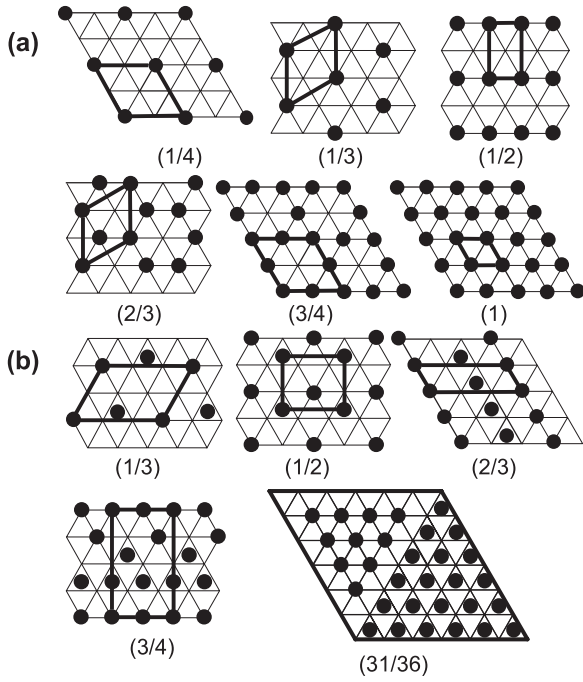 (a)
(1/4) (1/3) (1/2)
(2/3) (3/4) (1)
(b)
(1/3) (1/2) (2/3)
(3/4) (31/36)